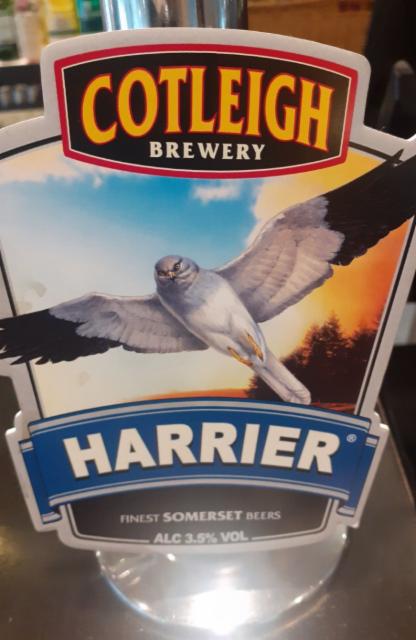 COTLEIGH
BREWERY
HARRIER®
FINEST SOMERSET BEERS
ALC 3.5% VOL